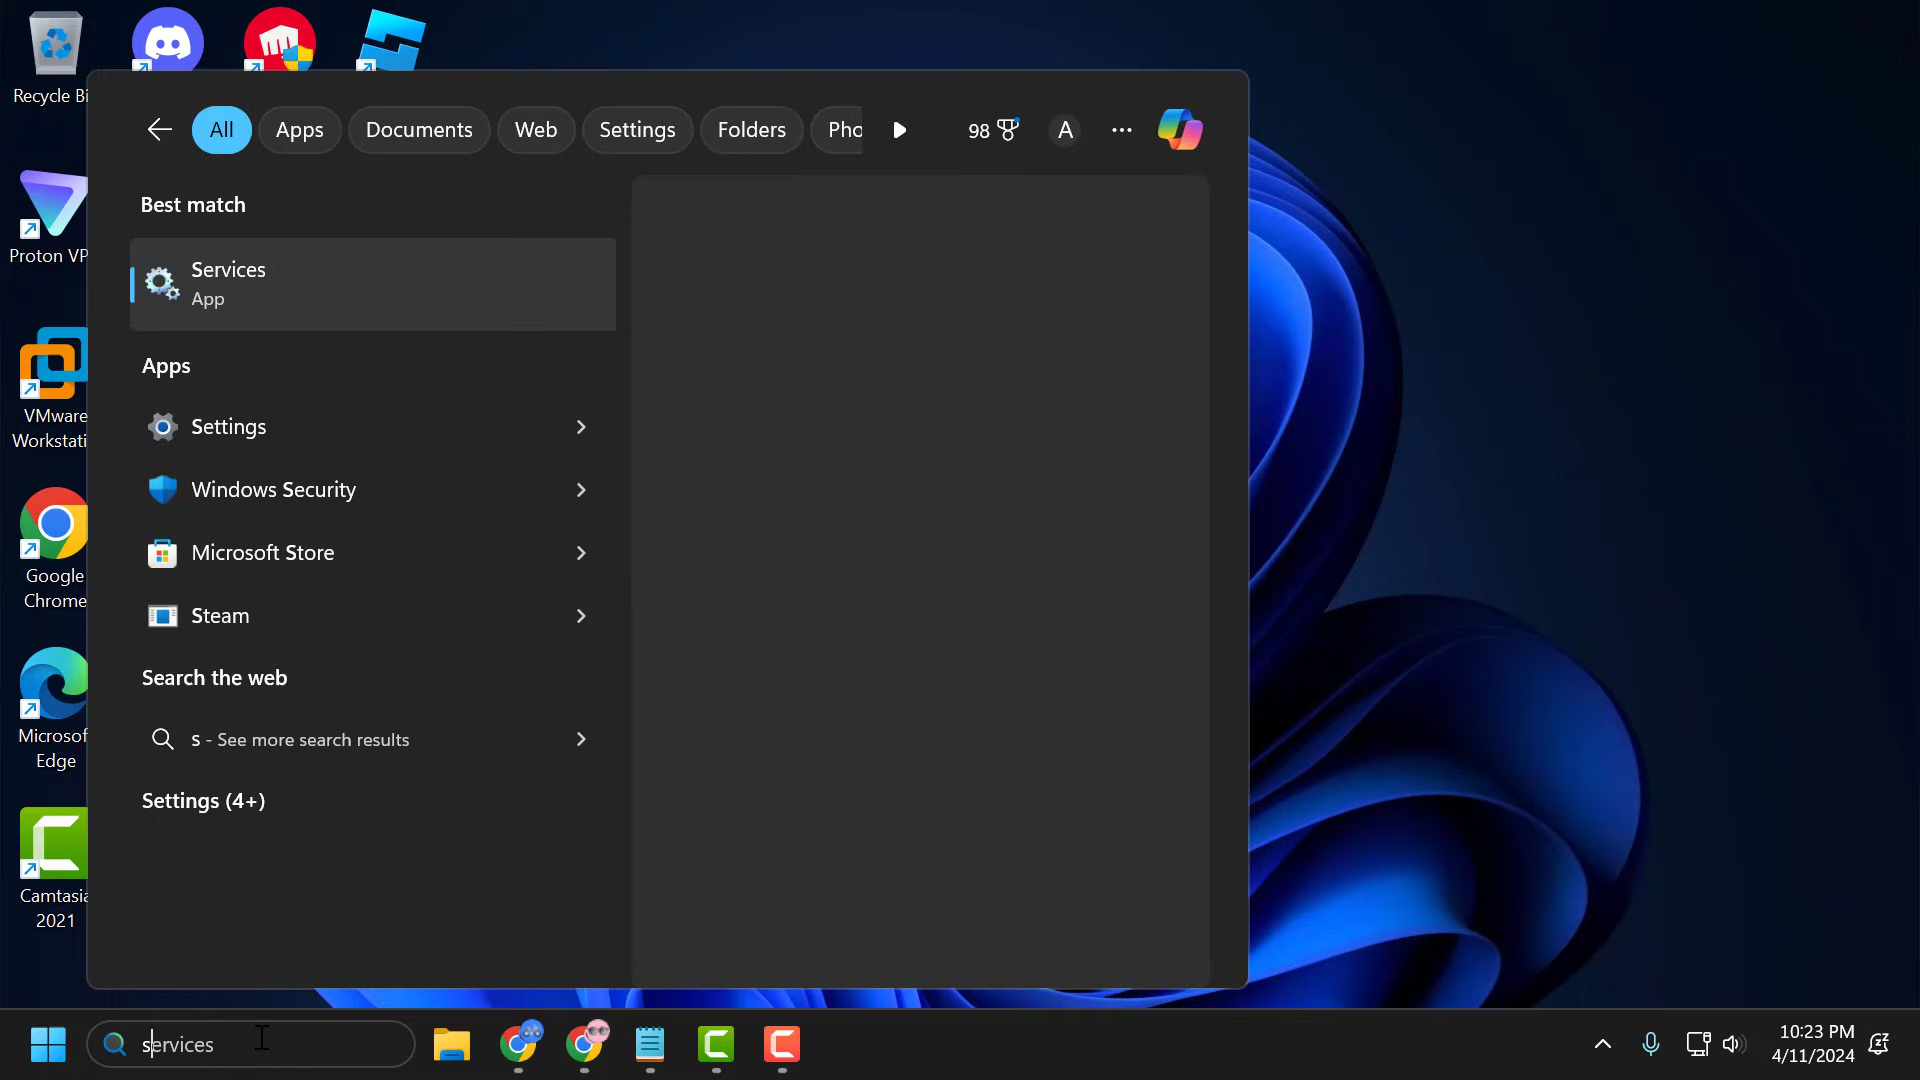 Recycle Bi
Proton VP
VMware
Workstati
Google
Chrome
Microsof
Edge
Camtasia
2021
All
Apps
Documents
Web
Settings
Folders
Pho
98
A
Best match
Services
App
Apps
Settings
Windows Security
Microsoft Store
Steam
Search the web
s - See more search results
Settings (4+)
services
10:23 PM
4/11/2024